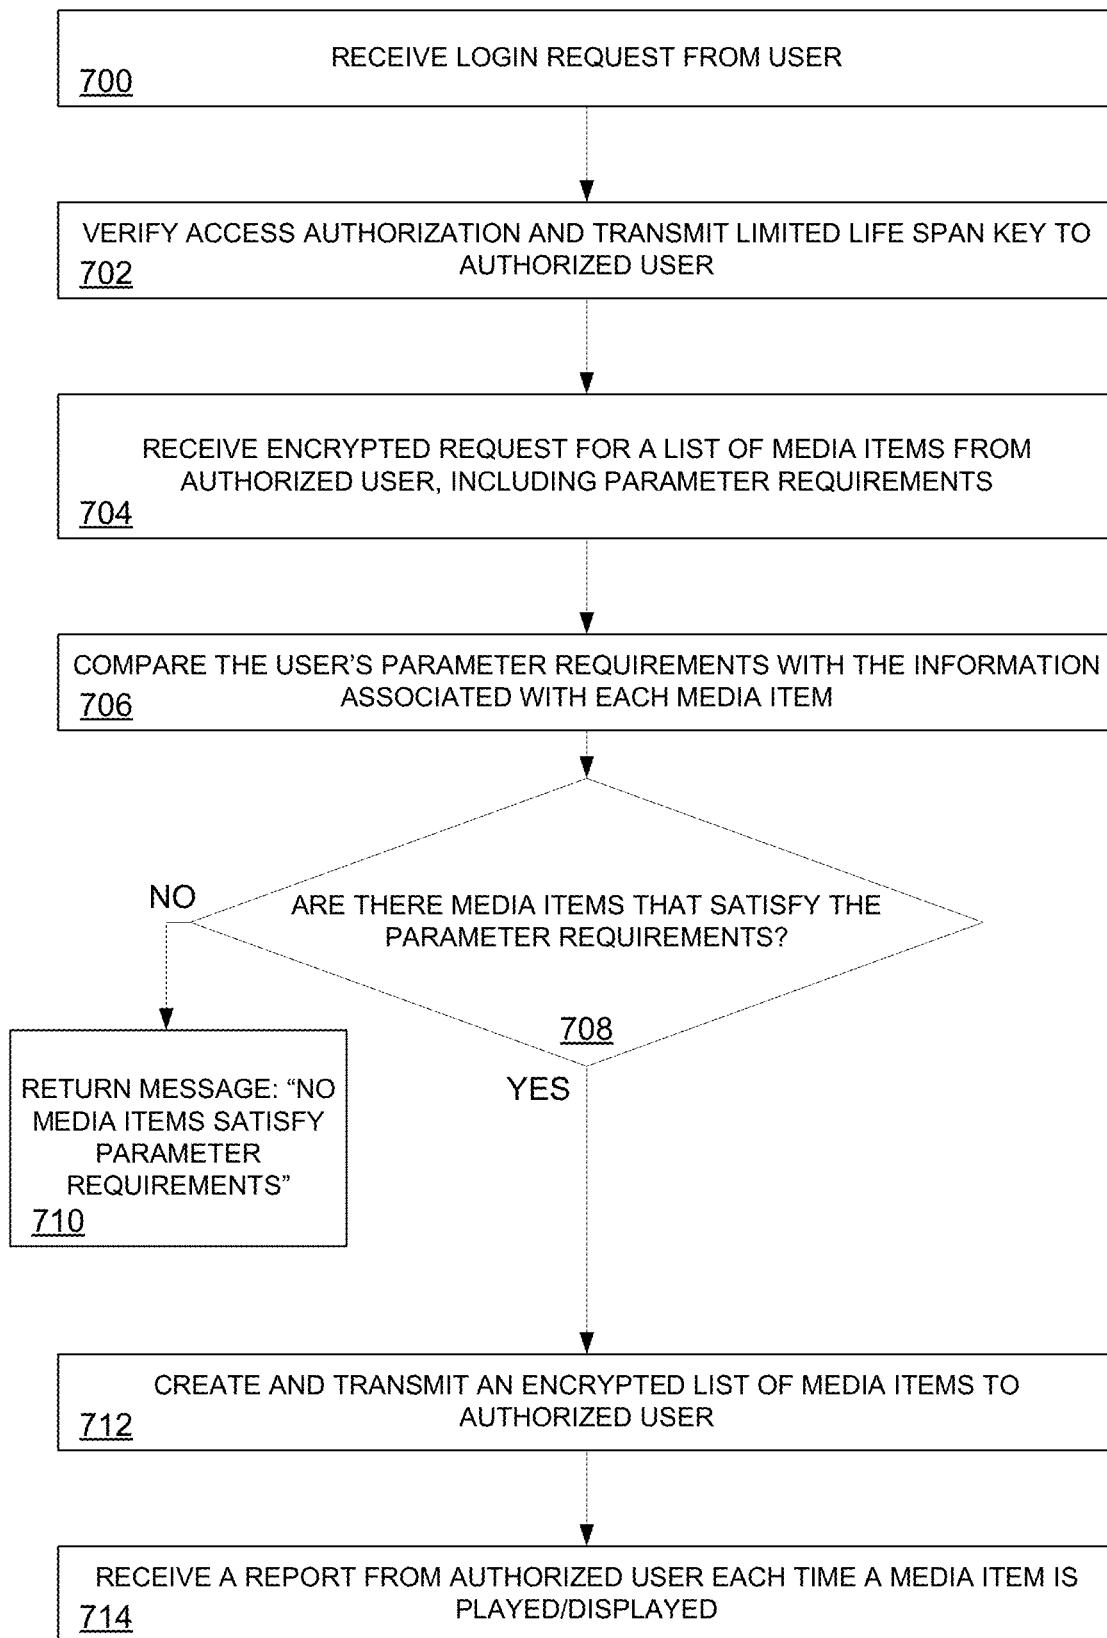 RECEIVE LOGIN REQUEST FROM USER
700
VERIFY ACCESS AUTHORIZATION AND TRANSMIT LIMITED LIFE SPAN KEY TO
AUTHORIZED USER
702
RECEIVE ENCRYPTED REQUEST FOR A LIST OF MEDIA ITEMS FROM
AUTHORIZED USER, INCLUDING PARAMETER REQUIREMENTS
704
COMPARE THE USER’S PARAMETER REQUIREMENTS WITH THE INFORMATION
ASSOCIATED WITH EACH MEDIA ITEM
706
ARE THERE MEDIA ITEMS THAT SATISFY THE
PARAMETER REQUIREMENTS?
708
NO
RETURN MESSAGE: “NO
MEDIA ITEMS SATISFY
PARAMETER
REQUIREMENTS”
710
YES
CREATE AND TRANSMIT AN ENCRYPTED LIST OF MEDIA ITEMS TO
AUTHORIZED USER
712
RECEIVE A REPORT FROM AUTHORIZED USER EACH TIME A MEDIA ITEM IS
PLAYED/DISPLAYED
714